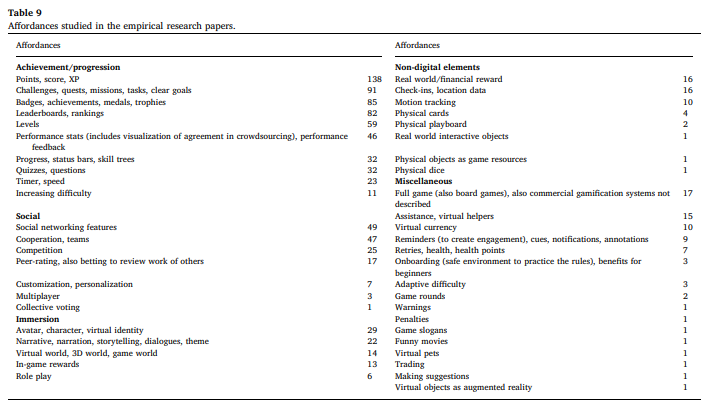 Table 9
Affordances studied in the empirical research papers.
Affordances
Achievement/progression
Points, score, XP 138
Challenges, quests, missions, tasks, clear goals 91
Badges, achievements, medals, trophies 85
Leaderboards, rankings 82
Levels 59
Performance stats (includes visualization of agreement in crowdsourcing), performance 46
feedback
Progress, status bars, skill trees 32
Quizzes, questions 32
Timer, speed 23
Increasing difficulty 11
Social
Social networking features 49
Cooperation, teams 47
Competition 25
Peer-rating, also betting to review work of others 17
Customization, personalization 7
Multiplayer 3
Collective voting 1
Immersion
Avatar, character, virtual identity 29
Narrative, narration, storytelling, dialogues, theme 22
Virtual world, 3D world, game world 14
In-game rewards 13
Role play 6
Affordances
Non-digital elements
Real world/financial reward 16
Check-ins, location data 16
Motion tracking 10
Physical cards 4
Physical playboard 2
Real world interactive objects 1
Physical objects as game resources 1
Physical dice 1
Miscellaneous
Full game (also board games), also commercial gamification systems not 17
described
Assistance, virtual helpers 15
Virtual currency 10
Reminders (to create engagement), cues, notifications, annotations 9
Retries, health, health points 7
Onboarding (safe environment to practice the rules), benefits for 3
beginners
Adaptive difficulty 3
Game rounds 2
Warnings 1
Penalties 1
Game slogans 1
Funny movies 1
Virtual pets 1
Trading 1
Making suggestions 1
Virtual objects as augmented reality 1